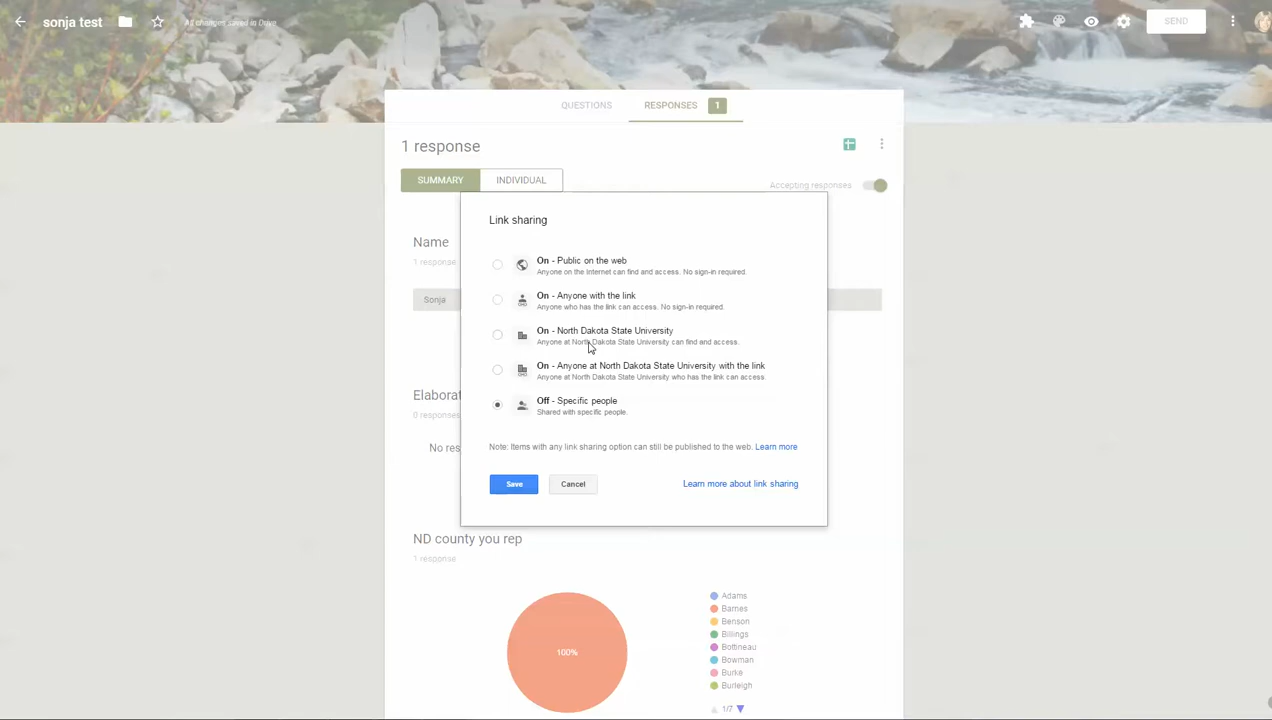 sonja test
All changes saved in Drive
SEND
QUESTIONS
RESPONSES 1
1 response
SUMMARY
INDIVIDUAL
Accepting responses
Link sharing
Name
1 response
Sonja
On - Public on the web
Anyone on the Internet can find and access. No sign-in required.
On - Anyone with the link
Anyone who has the link can access. No sign-in required.
On - North Dakota State University
Anyone at North Dakota State University can find and access.
On - Anyone at North Dakota State University with the link
Anyone at North Dakota State University who has the link can access.
Off - Specific people
Shared with specific people.
Elaborat
0 responses
No res
Note: Items with any link sharing option can still be published to the web. Learn more
Save
Cancel
Learn more about link sharing
ND county you rep
1 response
100%
Adams
Barnes
Benson
Billings
Bottineau
Bowman
Burke
Burleigh
1/7